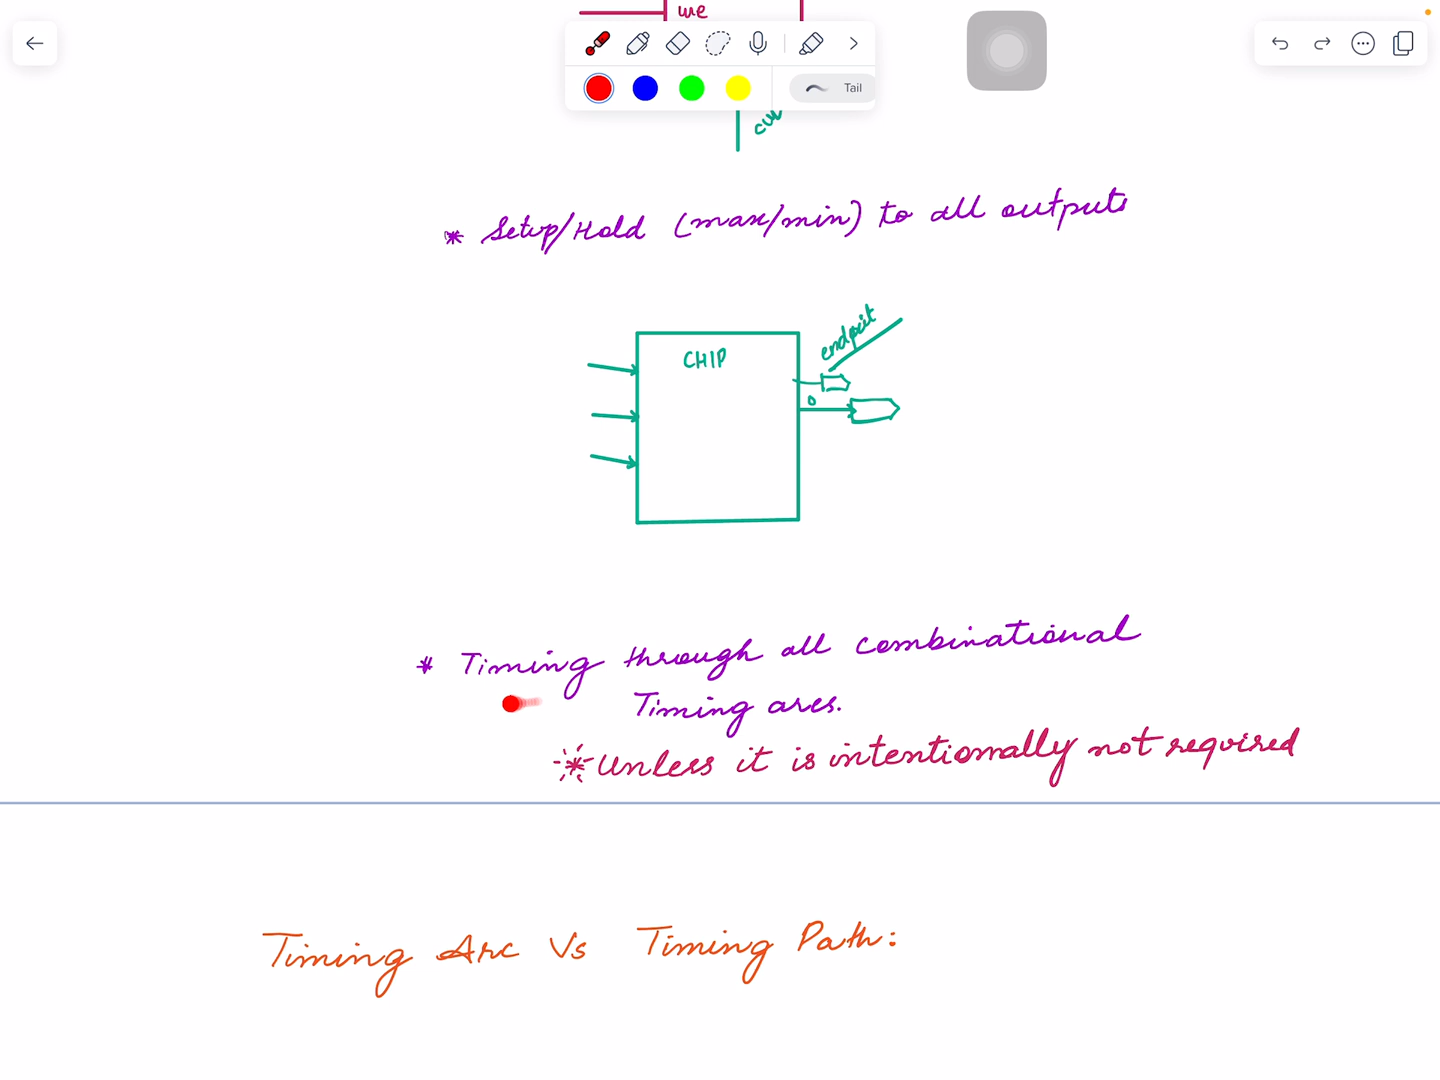 we
Tail
* Setup/Hold (max/min) to all outputs
endpoint
CHIP
0
* Timing through all combinational
Timing arcs.
* Unless it is intentionally not required
Timing Arc Vs Timing Path: